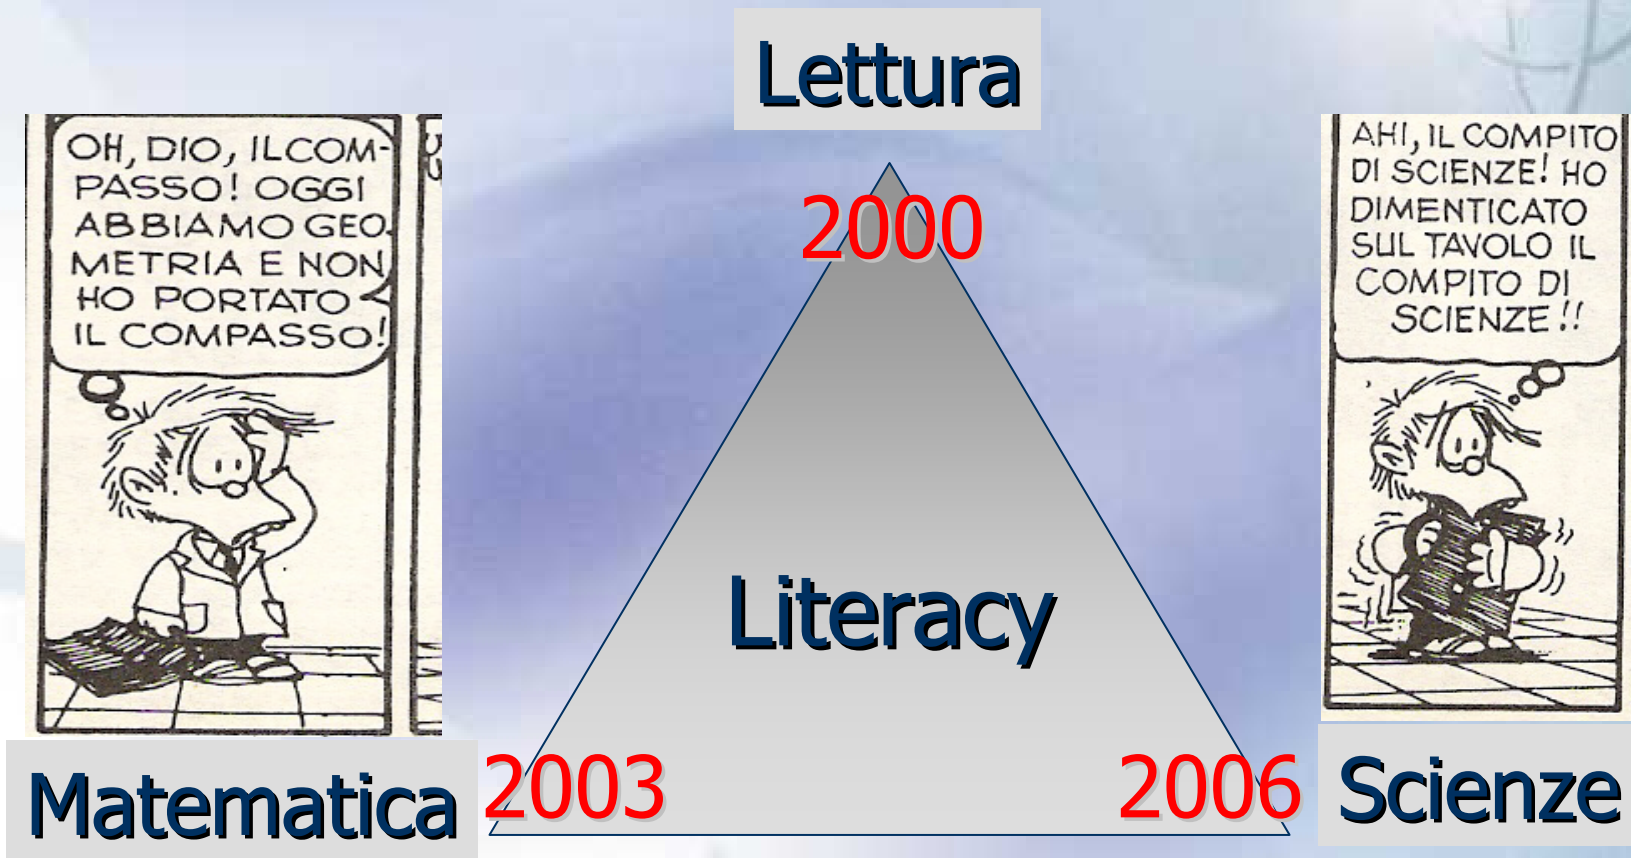 Lettura
2000
OH, DIO, IL COM-
PASSO! OGGI
ABBIAMO GEO
METRIA E NON
HO PORTATO
IL COMPASSO!
AHI, IL COMPITO
DI SCIENZE! HO
DIMENTICATO
SUL TAVOLO IL
COMPITO DI
SCIENZE!!
Literacy
Matematica
2003
2006
Scienze